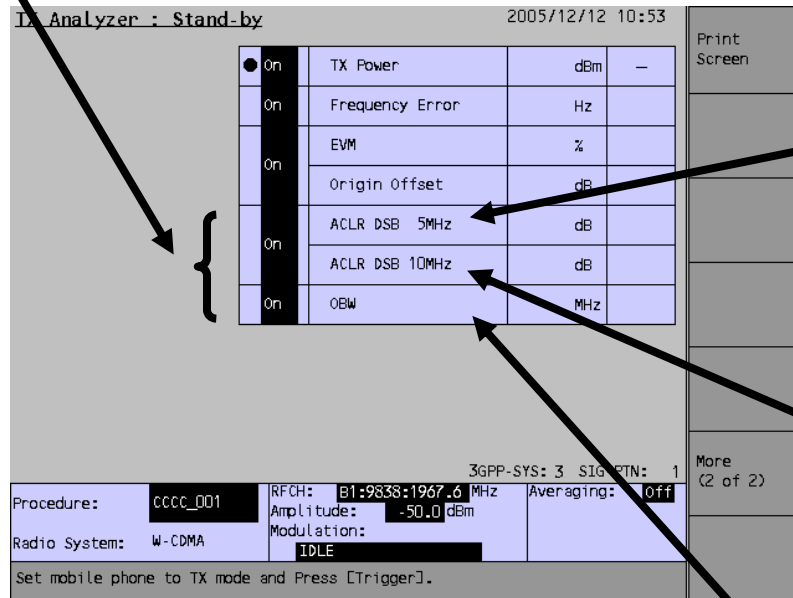 TX Analyzer : Stand-by 2005/12/12 10:53
Print
Screen
On TX Power dBm —
On Frequency Error Hz
On
EVM %
Origin Offset dB
On
ACLR DSB 5MHz dB
ACLR DSB 10MHz dB
On OBW MHz
3GPP-SYS: 3 SIG PTN: 1
More
(2 of 2)
Procedure: cccc_001
Radio System: W-CDMA
RFCH: B1:9838:1967.6 MHz
Amplitude: -50.0 dBm
Modulation:
IDLE
Averaging: Off
Set mobile phone to TX mode and Press [Trigger].